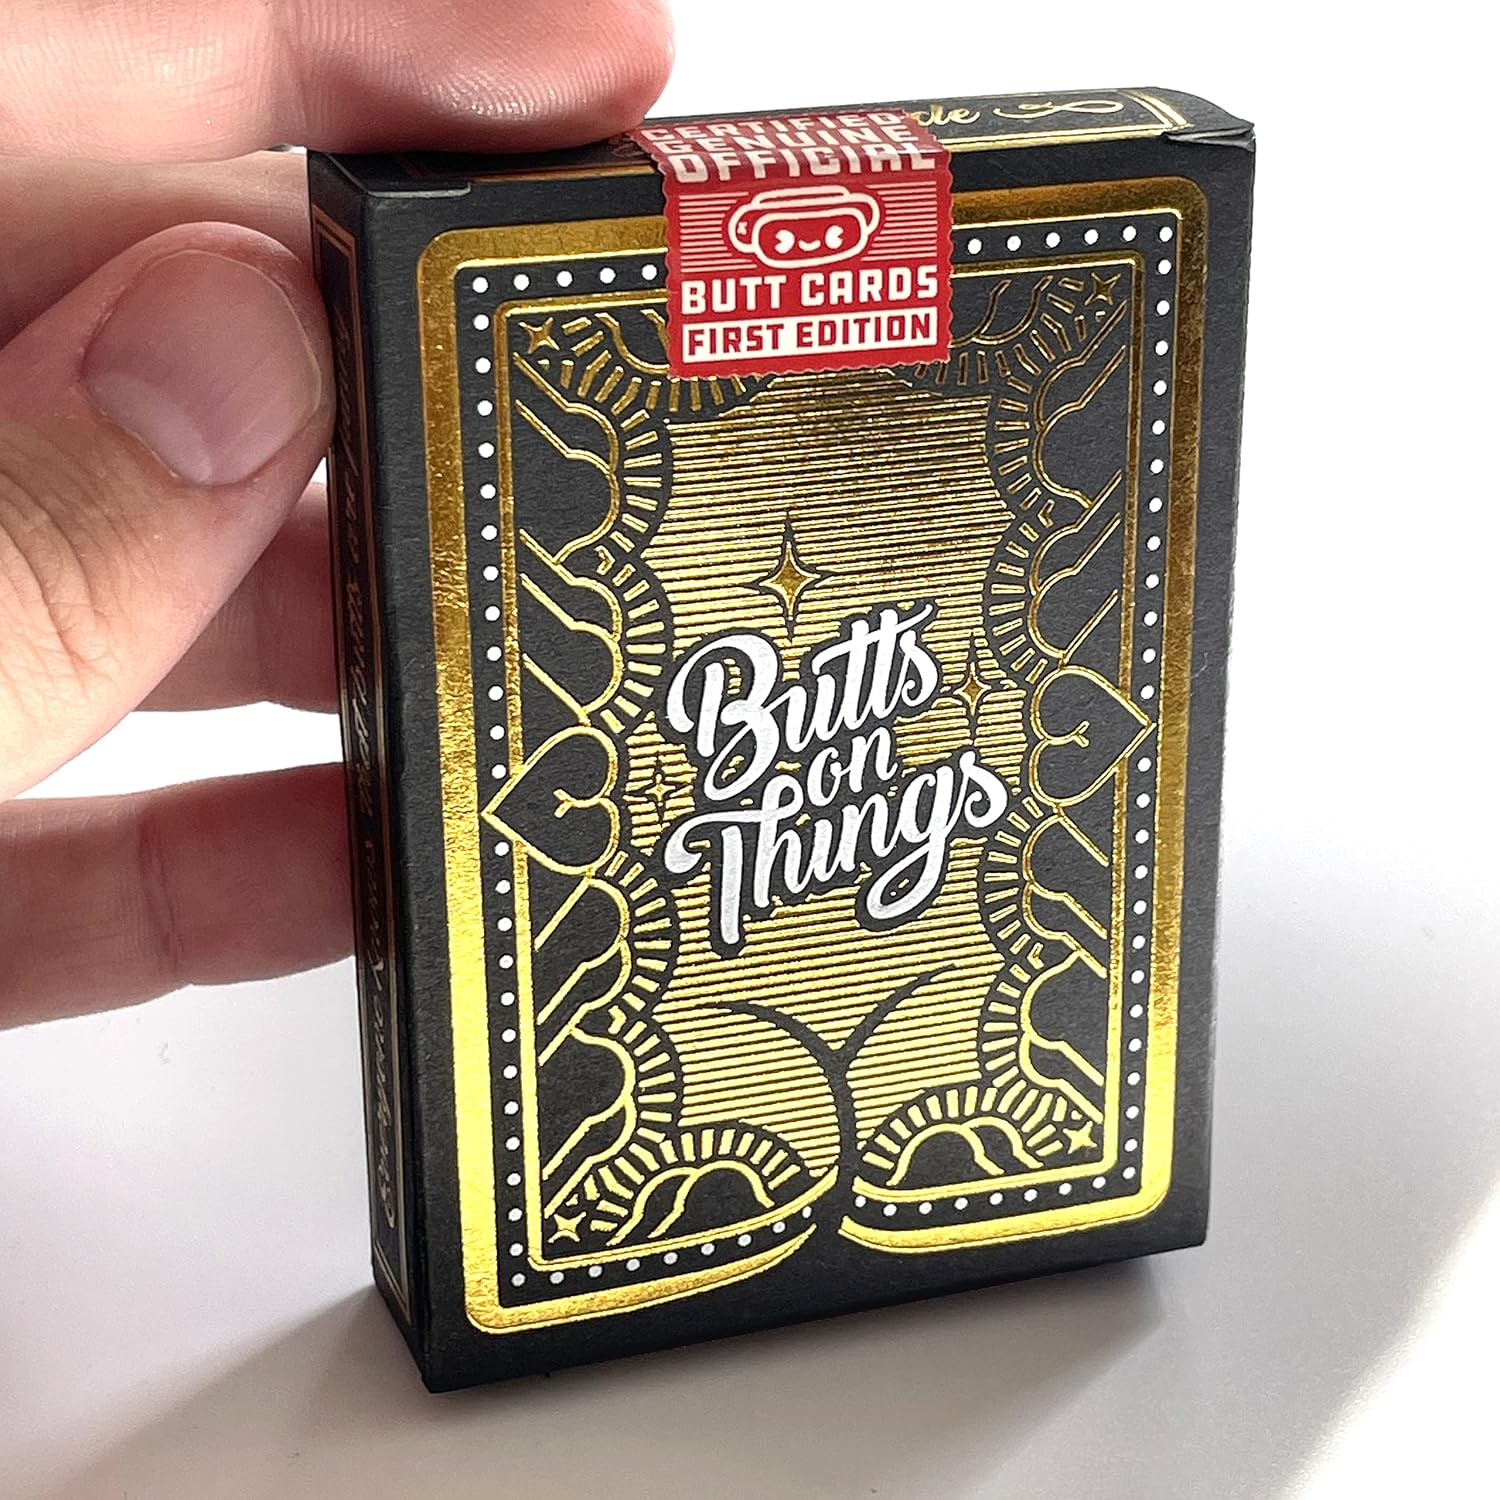 CERTIFIED
GENUINE
OFFICIAL
BUTT CARDS
FIRST EDITION
Butts
on
Things